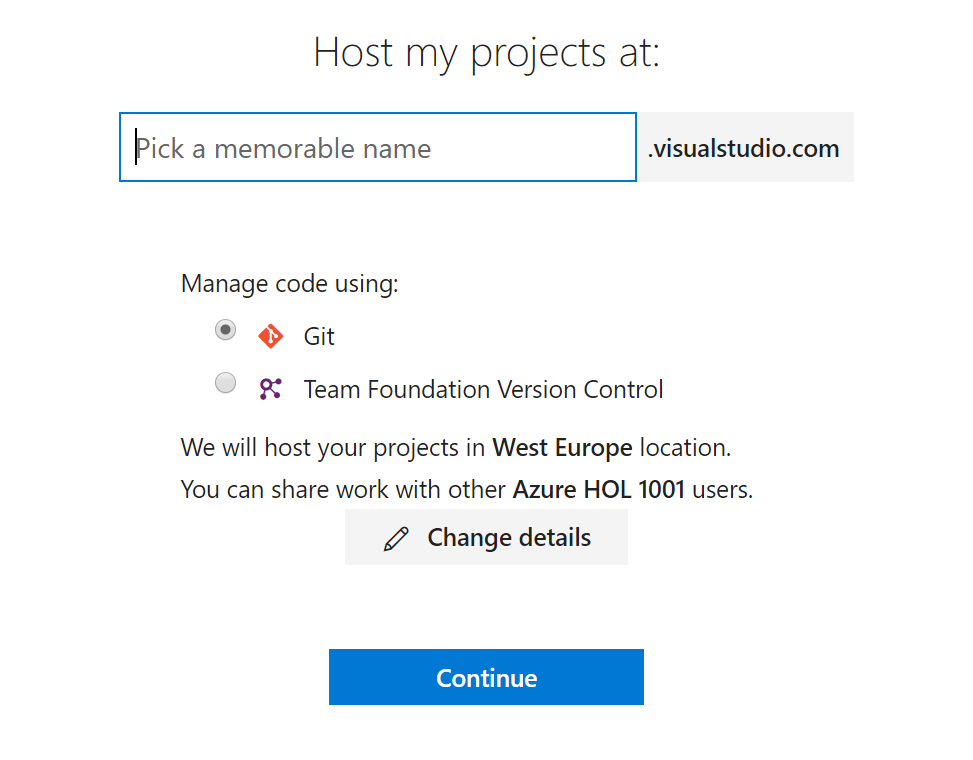 Host my projects at:
Pick a memorable name .visualstudio.com
Manage code using:
Git
Team Foundation Version Control
We will host your projects in West Europe location.
You can share work with other Azure HOL 1001 users.
Change details
Continue